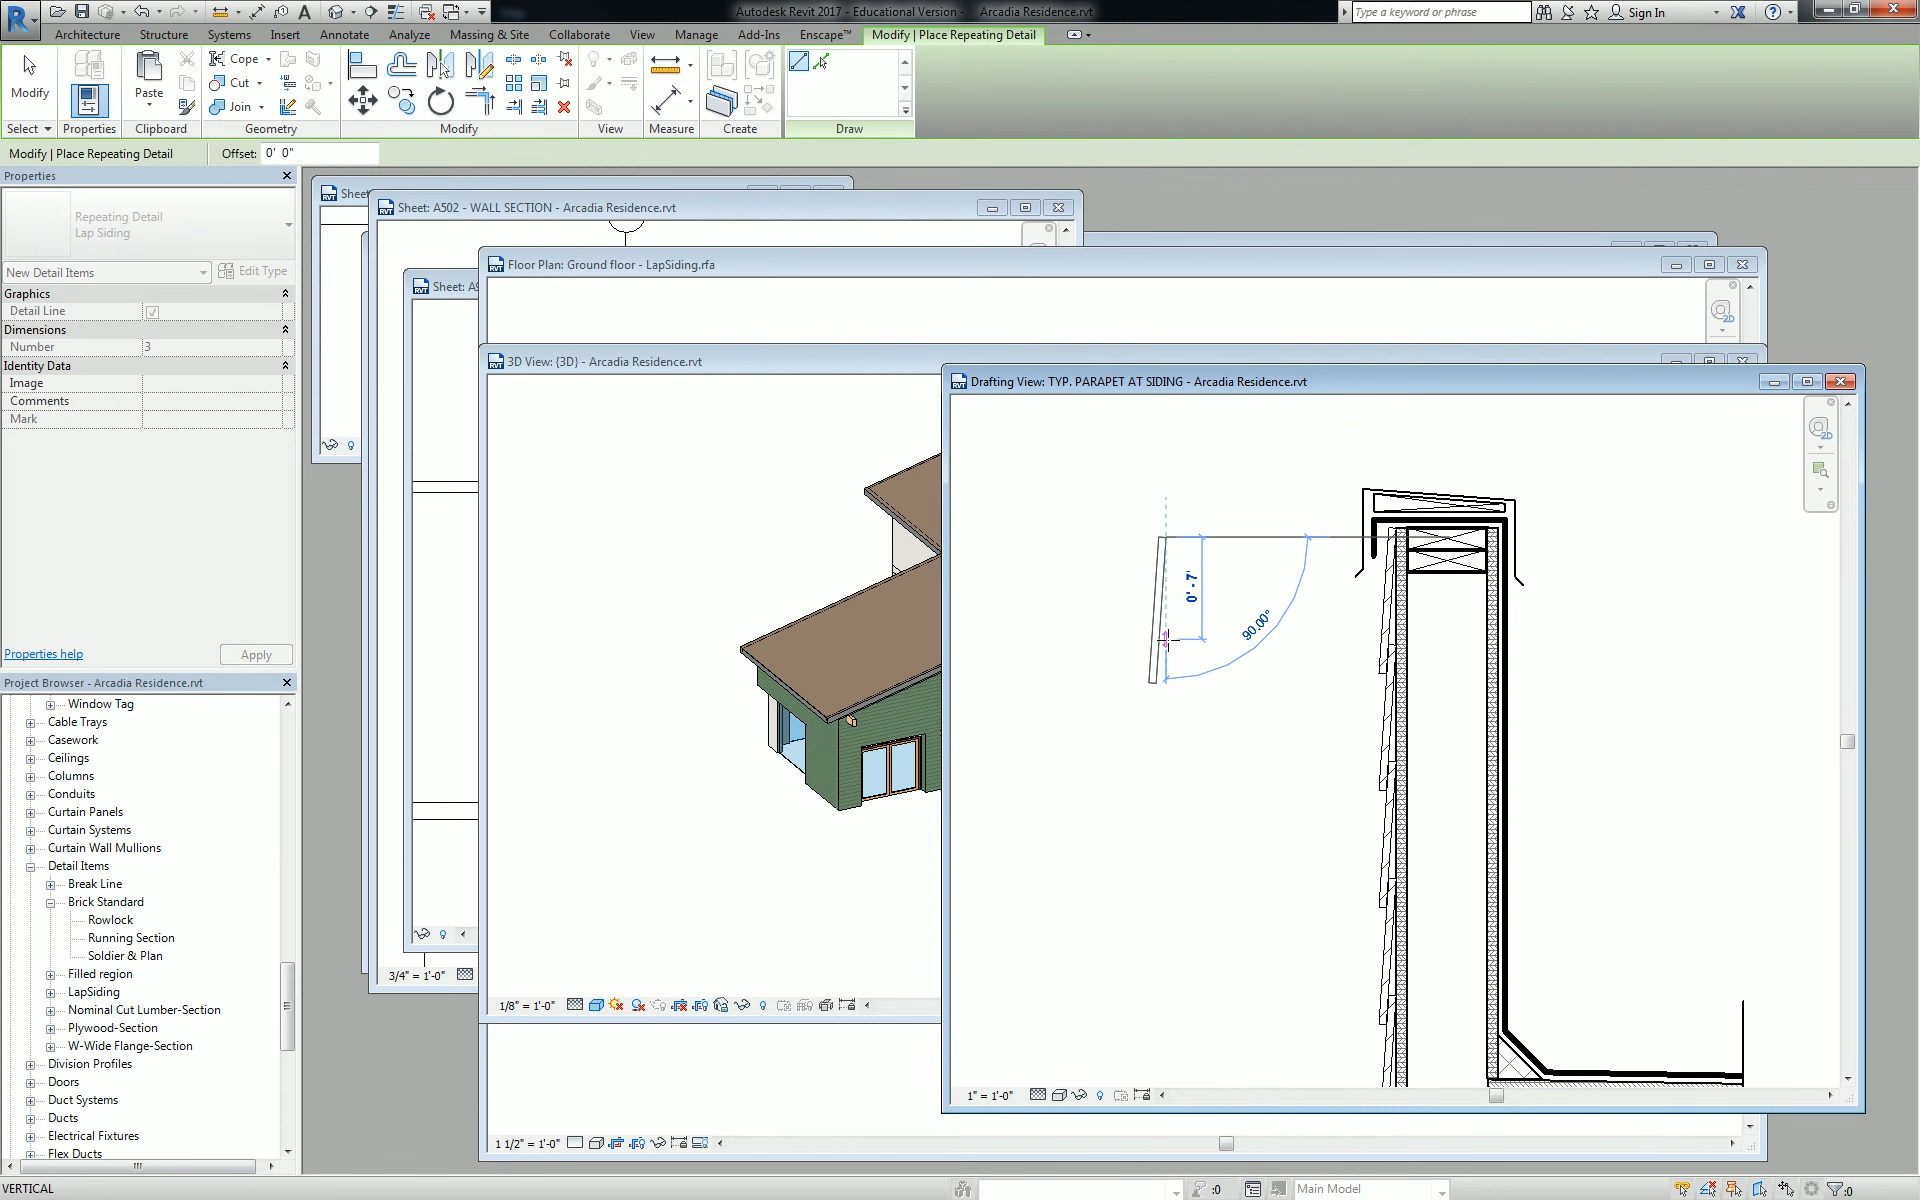 Autodesk Revit 2017 - Educational Version - Arcadia Residence.rvt
Type a keyword or phrase
Sign In
Architecture Structure Systems Insert Annotate Analyze Massing & Site Collaborate View Manage Add-Ins Enscape™ Modify | Place Repeating Detail
Modify
Paste
Cope
Cut
Join
Select Properties Clipboard Geometry Modify View Measure Create Draw
Modify | Place Repeating Detail Offset: 0' 0"
Properties
Repeating Detail
Lap Siding
New Detail Items Edit Type
Graphics
Detail Line
Dimensions
Number 3
Identity Data
Image
Comments
Mark
Properties help Apply
Project Browser - Arcadia Residence.rvt
Window Tag
Cable Trays
Casework
Ceilings
Columns
Conduits
Curtain Panels
Curtain Systems
Curtain Wall Mullions
Detail Items
Break Line
Brick Standard
Rowlock
Running Section
Soldier & Plan
Filled region
LapSiding
Nominal Cut Lumber-Section
Plywood-Section
W-Wide Flange-Section
Division Profiles
Doors
Duct Systems
Ducts
Electrical Fixtures
Flex Ducts
Sheet
Sheet: A502 - WALL SECTION - Arcadia Residence.rvt
Sheet: A9
Floor Plan: Ground floor - LapSiding.rfa
3D View: {3D} - Arcadia Residence.rvt
Drafting View: TYP. PARAPET AT SIDING - Arcadia Residence.rvt
2D
2D
0' - 7"
90.00°
3/4" = 1'-0"
1/8" = 1'-0"
1" = 1'-0"
1 1/2" = 1'-0"
VERTICAL
:0
Main Model
:0